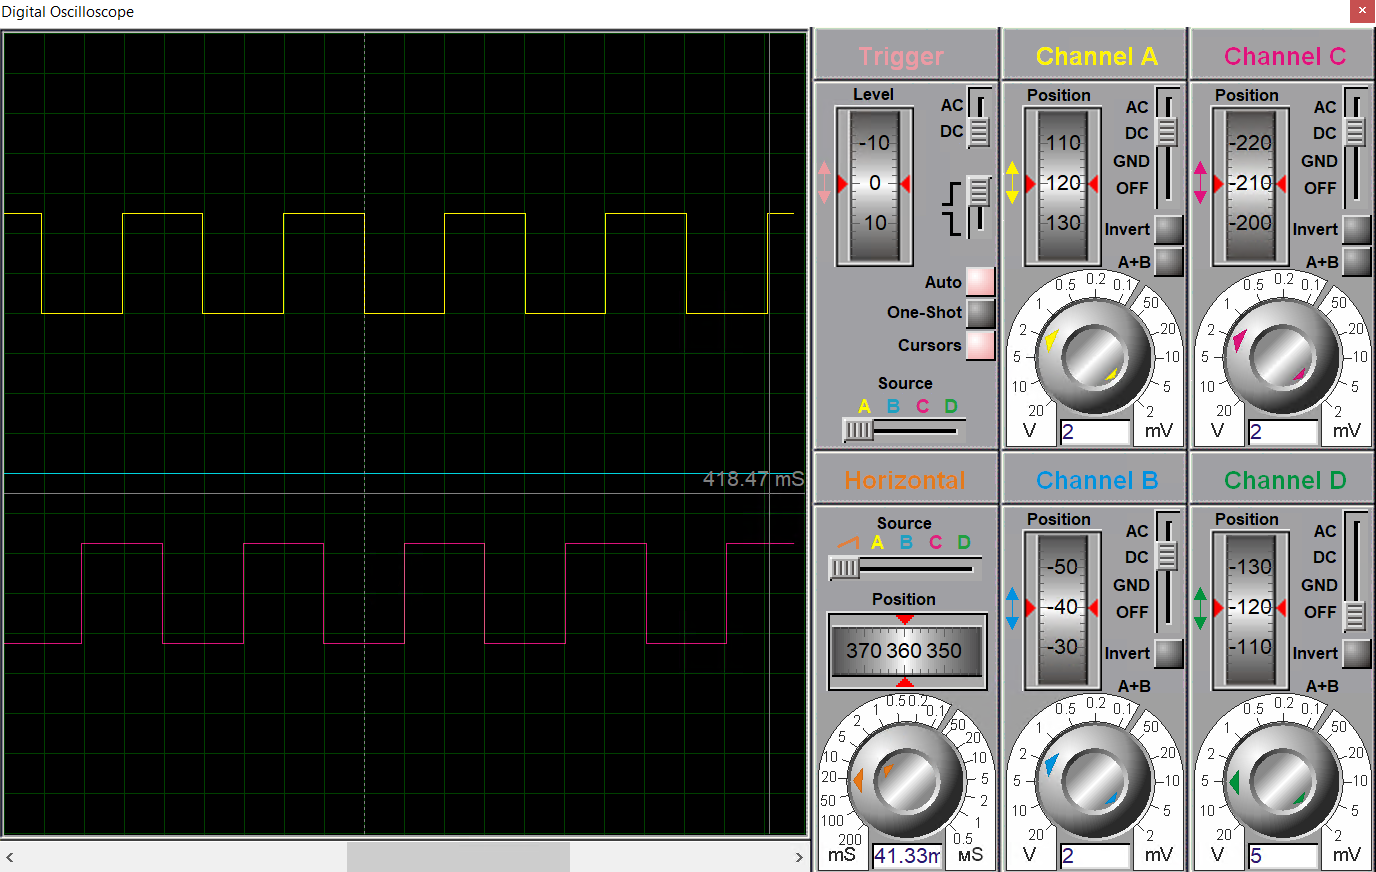 Digital Oscilloscope
418.47 mS
Trigger
Level
AC
DC
-10
0
10
Auto
One-Shot
Cursors
Source
A B C D
Channel A
Position
AC
DC
GND
OFF
110
120
130
Invert
A+B
0.5 0.2 0.1
1 50
2 20
5 10
10 5
20 2
V 2 mV
Channel C
Position
AC
DC
GND
OFF
-220
-210
-200
Invert
A+B
0.5 0.2 0.1
1 50
2 20
5 10
10 5
20 2
V 2 mV
Horizontal
Source
A B C D
Position
370 360 350
1 0.5 0.2 0.1
2 50
5 20
10 10
20 5
50 2
100 1
200 0.5
mS 41.33m мS
Channel B
Position
AC
DC
GND
OFF
-50
-40
-30
Invert
A+B
0.5 0.2 0.1
1 50
2 20
5 10
10 5
20 2
V 2 mV
Channel D
Position
AC
DC
GND
OFF
-130
-120
-110
Invert
A+B
0.5 0.2 0.1
1 50
2 20
5 10
10 5
20 2
V 5 mV